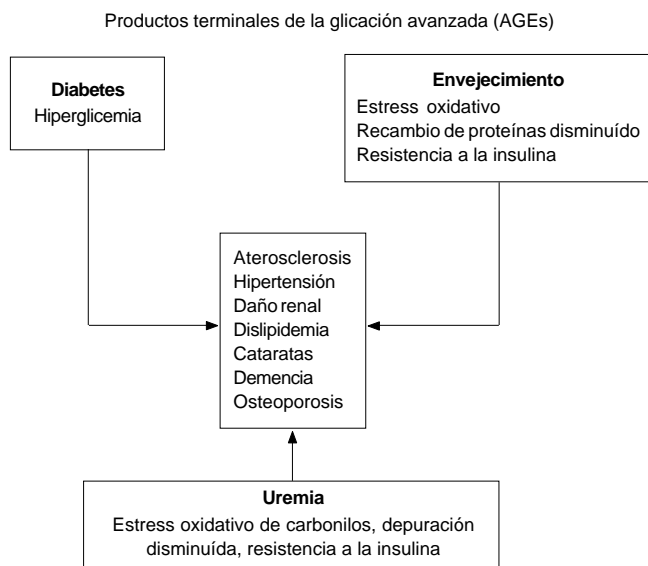 Productos terminales de la glicación avanzada (AGEs)
Diabetes
Hiperglicemia
Envejecimiento
Estress oxidativo
Recambio de proteínas disminuído
Resistencia a la insulina
Aterosclerosis
Hipertensión
Daño renal
Dislipidemia
Cataratas
Demencia
Osteoporosis
Uremia
Estress oxidativo de carbonilos, depuración
disminuída, resistencia a la insulina